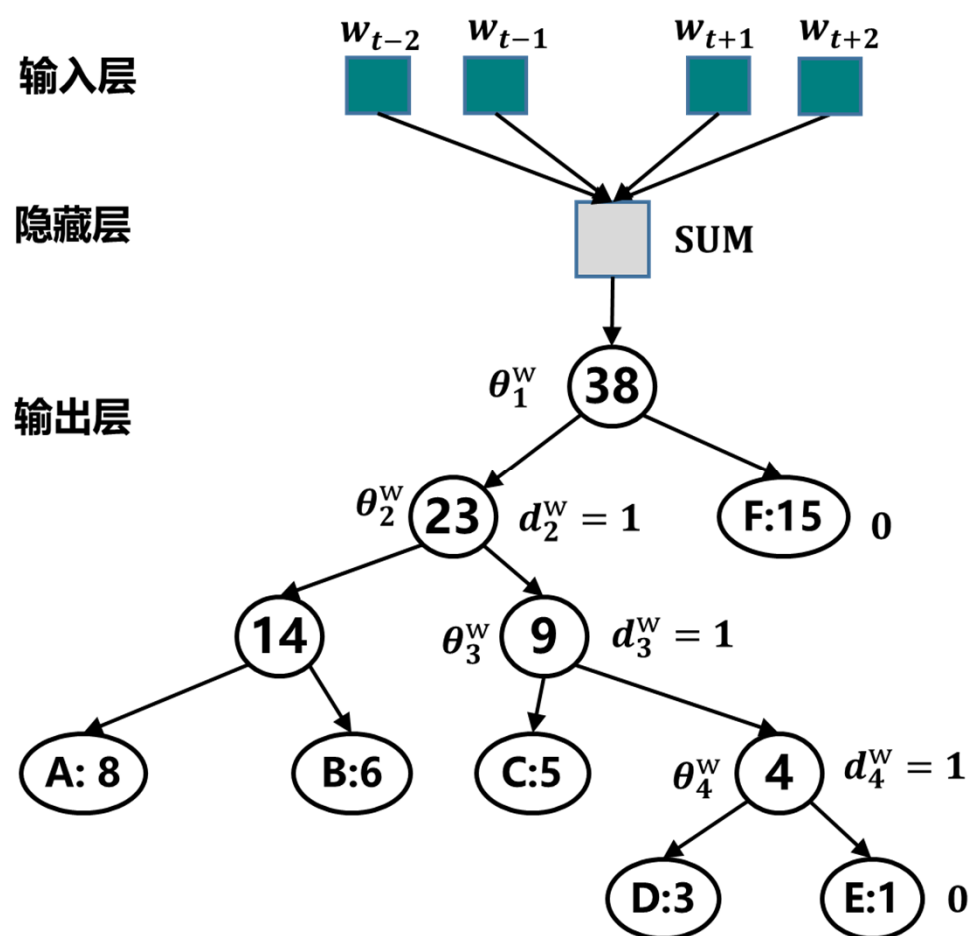 w_{t-2} w_{t-1} w_{t+1} w_{t+2}
输入层
隐藏层 SUM
θ_1^w 38
输出层
θ_2^w 23 d_2^w = 1 F:15 0
14 θ_3^w 9 d_3^w = 1
A: 8 B:6 C:5 θ_4^w 4 d_4^w = 1
D:3 E:1 0